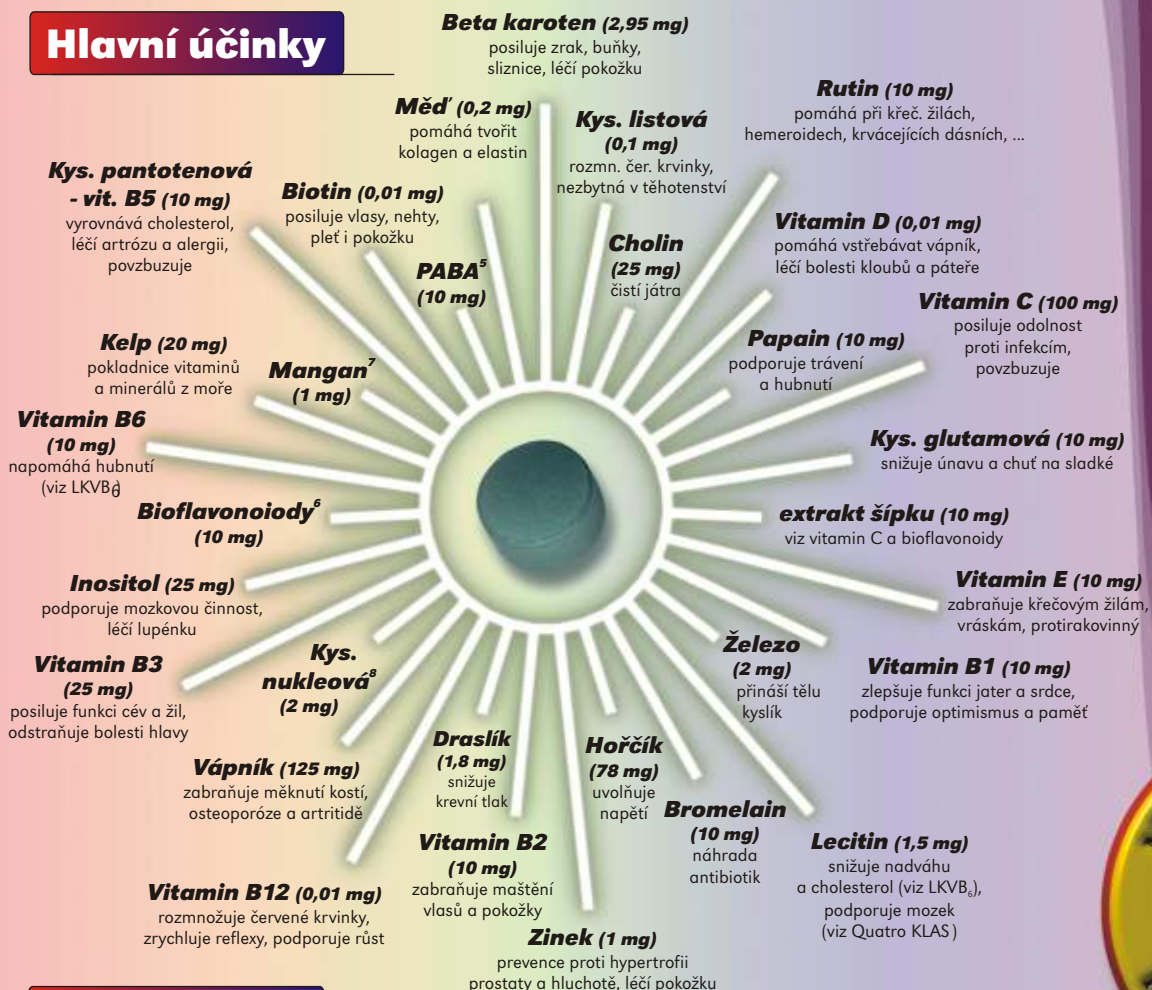 Hlavní účinky
Beta karoten (2,95 mg)
posiluje zrak, buňky,
sliznice, léčí pokožku
Měď (0,2 mg)
pomáhá tvořit
kolagen a elastin
Kys. listová
(0,1 mg)
rozmn. čer. krvinky,
nezbytná v těhotenství
Rutin (10 mg)
pomáhá při křeč. žilách,
hemeroidech, krvácejících dásních, ...
Kys. pantotenová
- vit. B5 (10 mg)
vyrovnává cholesterol,
léčí artrózu a alergii,
povzbuzuje
Biotin (0,01 mg)
posiluje vlasy, nehty,
pleť i pokožku
PABA⁵
(10 mg)
Cholin
(25 mg)
čistí játra
Vitamin D (0,01 mg)
pomáhá vstřebávat vápník,
léčí bolesti kloubů a páteře
Vitamin C (100 mg)
posiluje odolnost
proti infekcím,
povzbuzuje
Kelp (20 mg)
pokladnice vitaminů
a minerálů z moře
Mangan⁷
(1 mg)
Papain (10 mg)
podporuje trávení
a hubnutí
Vitamin B6
(10 mg)
napomáhá hubnutí
(viz LKVB₆)
Kys. glutamová (10 mg)
snižuje únavu a chuť na sladké
Bioflavonoiody⁶
(10 mg)
extrakt šípku (10 mg)
viz vitamin C a bioflavonoidy
Inositol (25 mg)
podporuje mozkovou činnost,
léčí lupénku
Vitamin E (10 mg)
zabraňuje křečovým žilám,
vráskám, protirakovinný
Vitamin B3
(25 mg)
posiluje funkci cév a žil,
odstraňuje bolesti hlavy
Kys.
nukleová⁸
(2 mg)
Železo
(2 mg)
přináší tělu
kyslík
Vitamin B1 (10 mg)
zlepšuje funkci jater a srdce,
podporuje optimismus a paměť
Vápník (125 mg)
zabraňuje měknutí kostí,
osteoporóze a artritidě
Draslík
(1,8 mg)
snižuje
krevní tlak
Hořčík
(78 mg)
uvolňuje
napětí
Bromelain
(10 mg)
náhrada
antibiotik
Lecitin (1,5 mg)
snižuje nadváhu
a cholesterol (viz LKVB₆),
podporuje mozek
(viz Quatro KLAS)
Vitamin B2
(10 mg)
zabraňuje maštění
vlasů a pokožky
Vitamin B12 (0,01 mg)
rozmnožuje červené krvinky,
zrychluje reflexy, podporuje růst
Zinek (1 mg)
prevence proti hypertrofii
prostaty a hluchotě, léčí pokožku